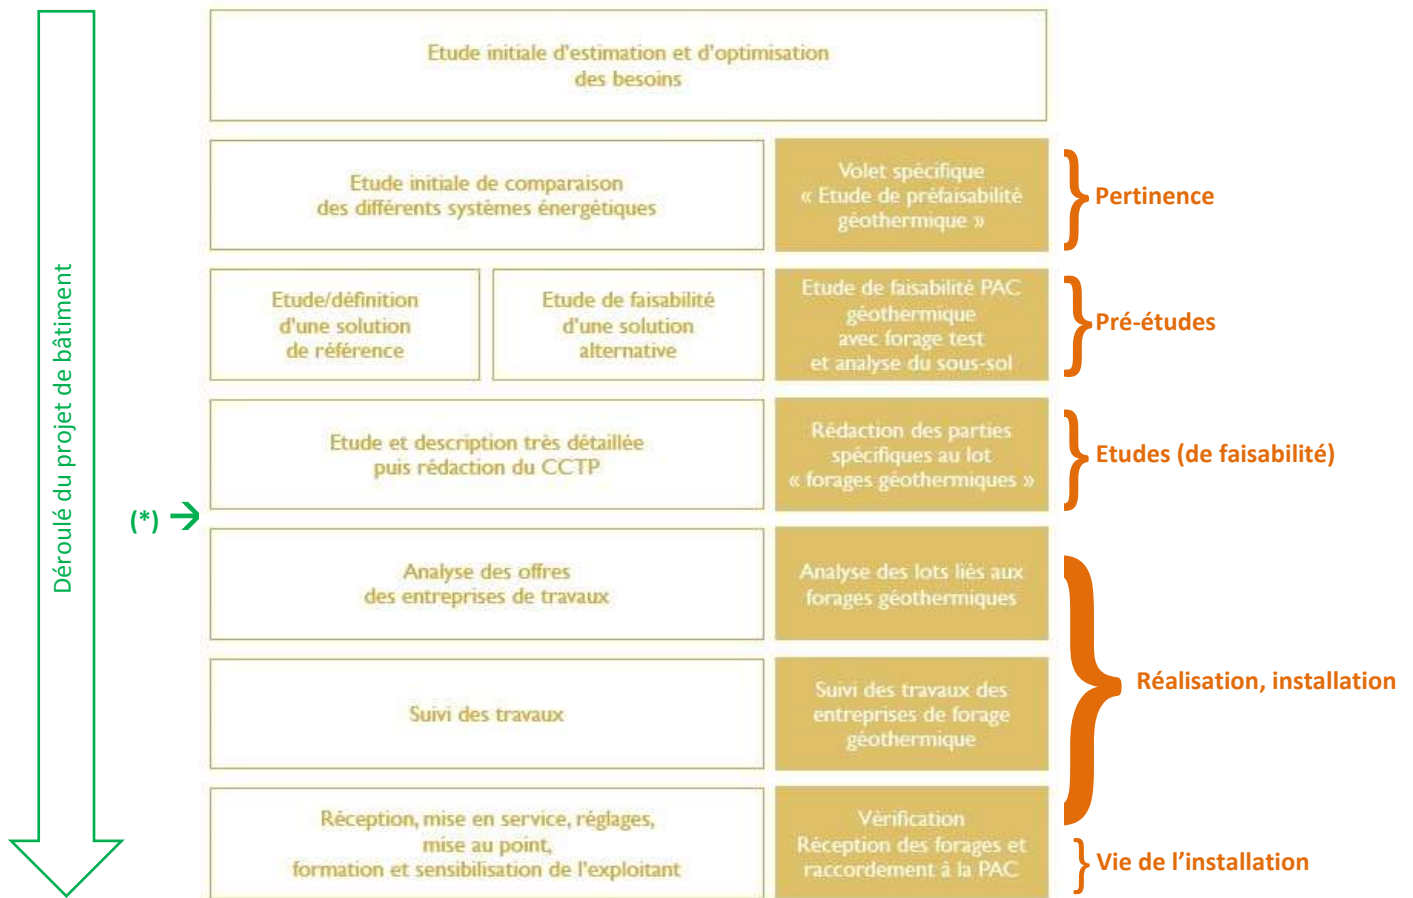 Déroulé du projet de bâtiment
Etude initiale d'estimation et d'optimisation
des besoins
Etude initiale de comparaison
des différents systèmes énergétiques
Volet spécifique
« Etude de préfaisabilité
géothermique »
Pertinence
Etude/définition
d'une solution
de référence
Etude de faisabilité
d'une solution
alternative
Etude de faisabilité PAC
géothermique
avec forage test
et analyse du sous-sol
Pré-études
Etude et description très détaillée
puis rédaction du CCTP
Rédaction des parties
spécifiques au lot
« forages géothermiques »
Etudes (de faisabilité)
(*) →
Analyse des offres
des entreprises de travaux
Analyse des lots liés aux
forages géothermiques
Réalisation, installation
Suivi des travaux
Suivi des travaux des
entreprises de forage
géothermique
Réception, mise en service, réglages,
mise au point,
formation et sensibilisation de l'exploitant
Vérification
Réception des forages et
raccordement à la PAC
Vie de l'installation